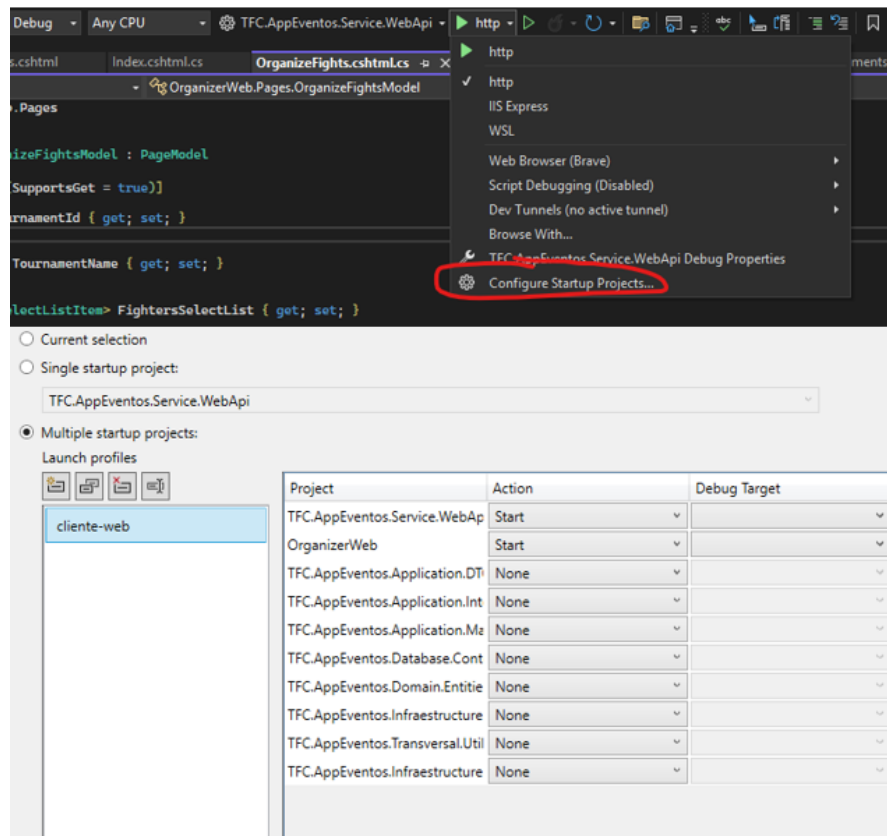 Debug Any CPU TFC.AppEventos.Service.WebApi http
s.cshtml Index.cshtml.cs OrganizeFights.cshtml.cs ments
OrganizerWeb.Pages.OrganizeFightsModel
.Pages
izeFightsModel : PageModel
[SupportsGet = true)]
urnamentId { get; set; }
TournamentName { get; set; }
lectListItem> FightersSelectList { get; set; }
http
http
IIS Express
WSL
Web Browser (Brave)
Script Debugging (Disabled)
Dev Tunnels (no active tunnel)
Browse With...
TFC.AppEventos.Service.WebApi Debug Properties
Configure Startup Projects...
Current selection
Single startup project:
TFC.AppEventos.Service.WebApi
Multiple startup projects:
Launch profiles
cliente-web
Project Action Debug Target
TFC.AppEventos.Service.WebAp Start
OrganizerWeb Start
TFC.AppEventos.Application.DT None
TFC.AppEventos.Application.Int None
TFC.AppEventos.Application.Ma None
TFC.AppEventos.Database.Cont None
TFC.AppEventos.Domain.Entitie None
TFC.AppEventos.Infraestructure None
TFC.AppEventos.Transversal.Util None
TFC.AppEventos.Infraestructure None